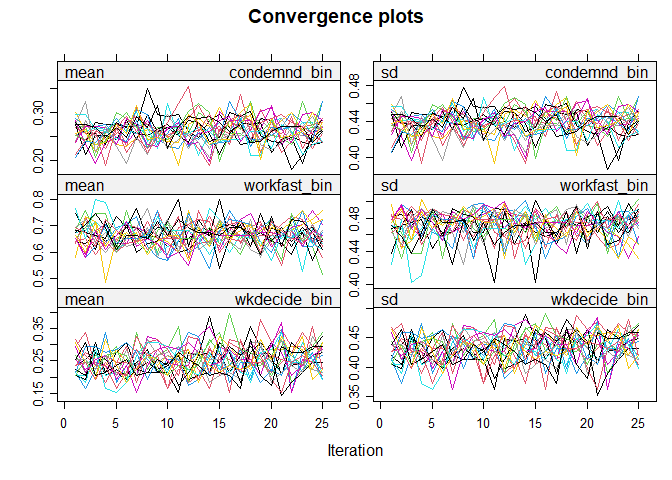 Convergence plots
mean condemnd_bin
sd condemnd_bin
0.20 0.30
0.40 0.44 0.48
mean workfast_bin
sd workfast_bin
0.5 0.6 0.7 0.8
0.40 0.44 0.48
mean wkdecide_bin
sd wkdecide_bin
0.15 0.25 0.35
0.35 0.40 0.45
0 5 10 15 20 25
0 5 10 15 20 25
Iteration